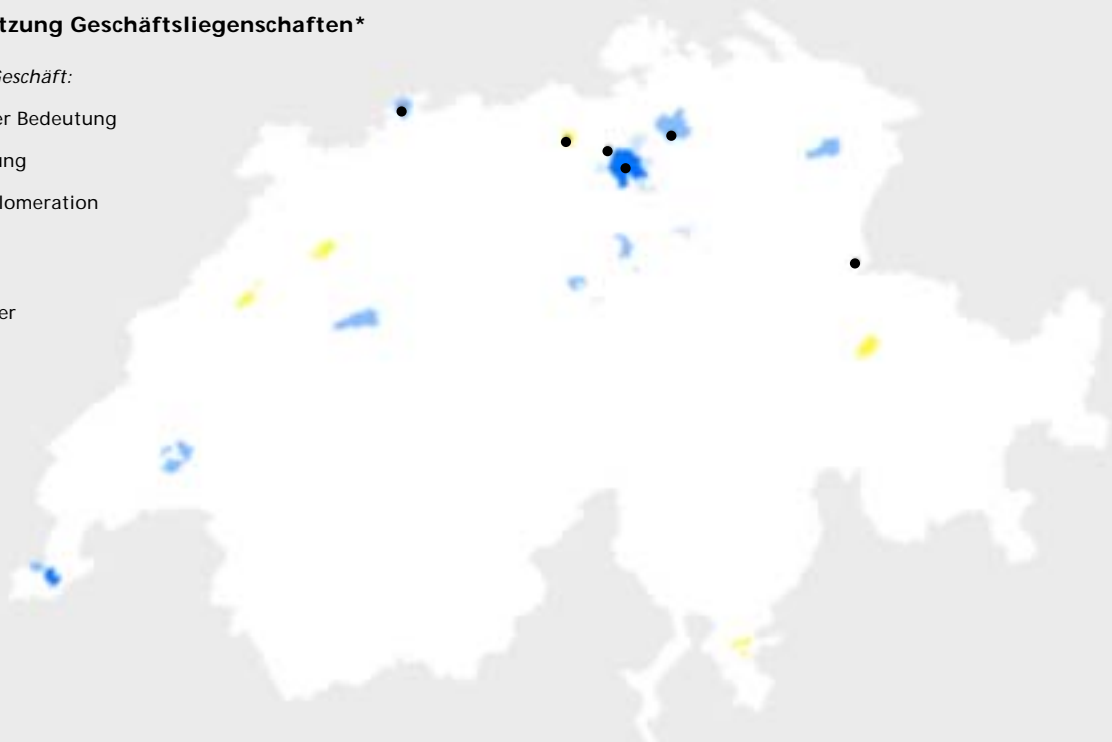 tzung Geschäftsliegenschaften*
Geschäft:
er Bedeutung
ung
lomeration
er